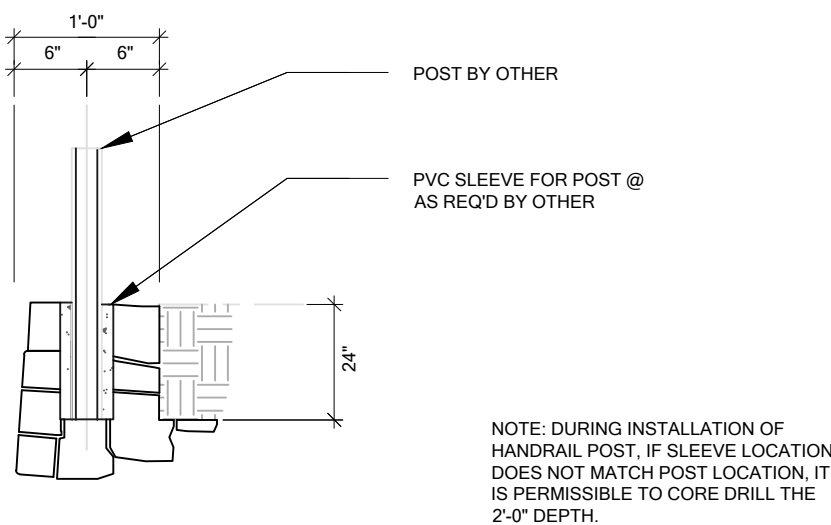 1'-0"
6" 6"
POST BY OTHER
PVC SLEEVE FOR POST @
AS REQ'D BY OTHER
24"
NOTE: DURING INSTALLATION OF
HANDRAIL POST, IF SLEEVE LOCATION
DOES NOT MATCH POST LOCATION, IT
IS PERMISSIBLE TO CORE DRILL THE
2'-0" DEPTH.